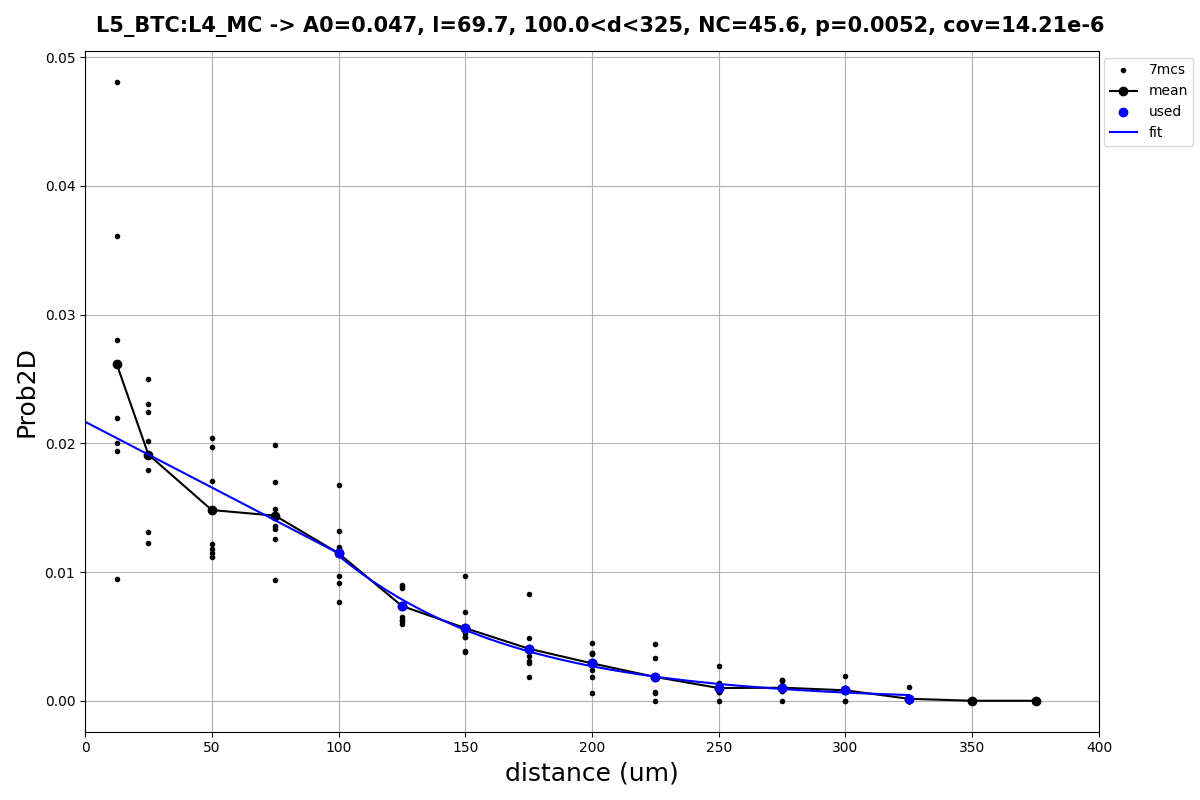 L5_BTC:L4_MC -> A0=0.047, l=69.7, 100.0<d<325, NC=45.6, p=0.0052, cov=14.21e-6
7mcs
mean
used
fit
0.05
0.04
0.03
0.02
0.01
0.00
Prob2D
0 50 100 150 200 250 300 350 400
distance (um)